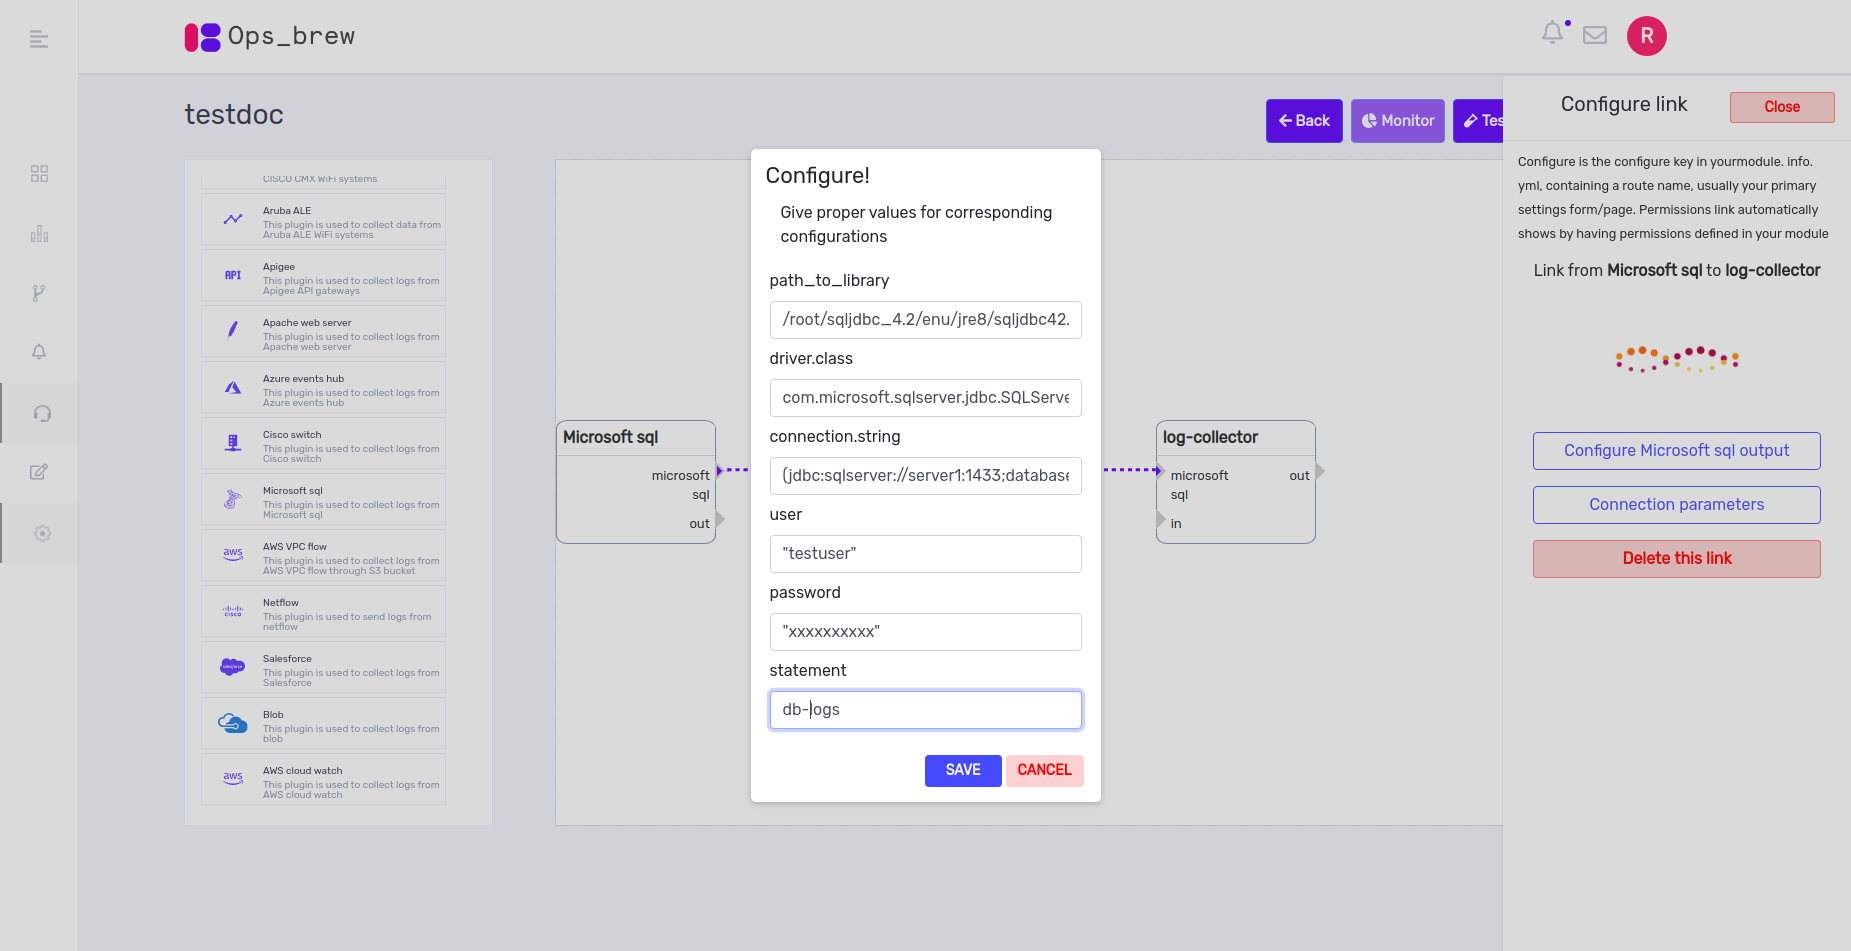 Ops_brew
R
testdoc
Back
Monitor
Tes
Configure link
Close
CISCO CMX WiFi systems
Aruba ALE
This plugin is used to collect data from
Aruba ALE WiFi systems
Apigee
This plugin is used to collect logs from
Apigee API gateways
Apache web server
This plugin is used to collect logs from
Apache web server
Azure events hub
This plugin is used to collect logs from
Azure events hub
Cisco switch
This plugin is used to collect logs from
Cisco switch
Microsoft sql
This plugin is used to collect logs from
Microsoft sql
aws
AWS VPC flow
This plugin is used to collect logs from
AWS VPC flow through S3 bucket
CISCO
Netflow
This plugin is used to send logs from
netflow
salesforce
Salesforce
This plugin is used to collect logs from
Salesforce
Blob
This plugin is used to collect logs from
blob
aws
AWS cloud watch
This plugin is used to collect logs from
AWS cloud watch
API
Microsoft sql
microsoft
sql
out
Configure!
Give proper values for corresponding
configurations
path_to_library
/root/sqljdbc_4.2/enu/jre8/sqljdbc42.
driver.class
com.microsoft.sqlserver.jdbc.SQLServe
connection.string
(jdbc:sqlserver://server1:1433;database
user
"testuser"
password
"xxxxxxxxxx"
statement
db-logs
SAVE
CANCEL
log-collector
microsoft
sql
out
in
Configure is the configure key in yourmodule. info.
yml, containing a route name, usually your primary
settings form/page. Permissions link automatically
shows by having permissions defined in your module
Link from Microsoft sql to log-collector
Configure Microsoft sql output
Connection parameters
Delete this link